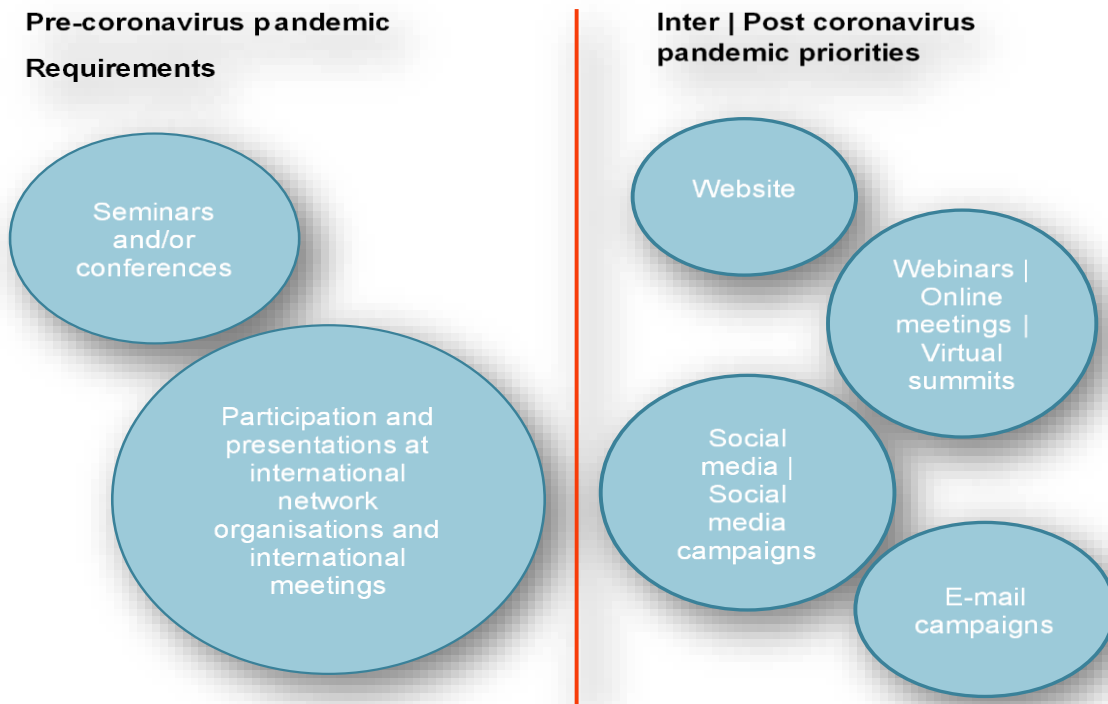 Pre-coronavirus pandemic
Requirements
Seminars
and/or
conferences
Participation and
presentations at
international
network
organisations and
international
meetings
Inter | Post coronavirus
pandemic priorities
Website
Webinars |
Online
meetings |
Virtual
summits
Social
media |
Social
media
campaigns
E-mail
campaigns